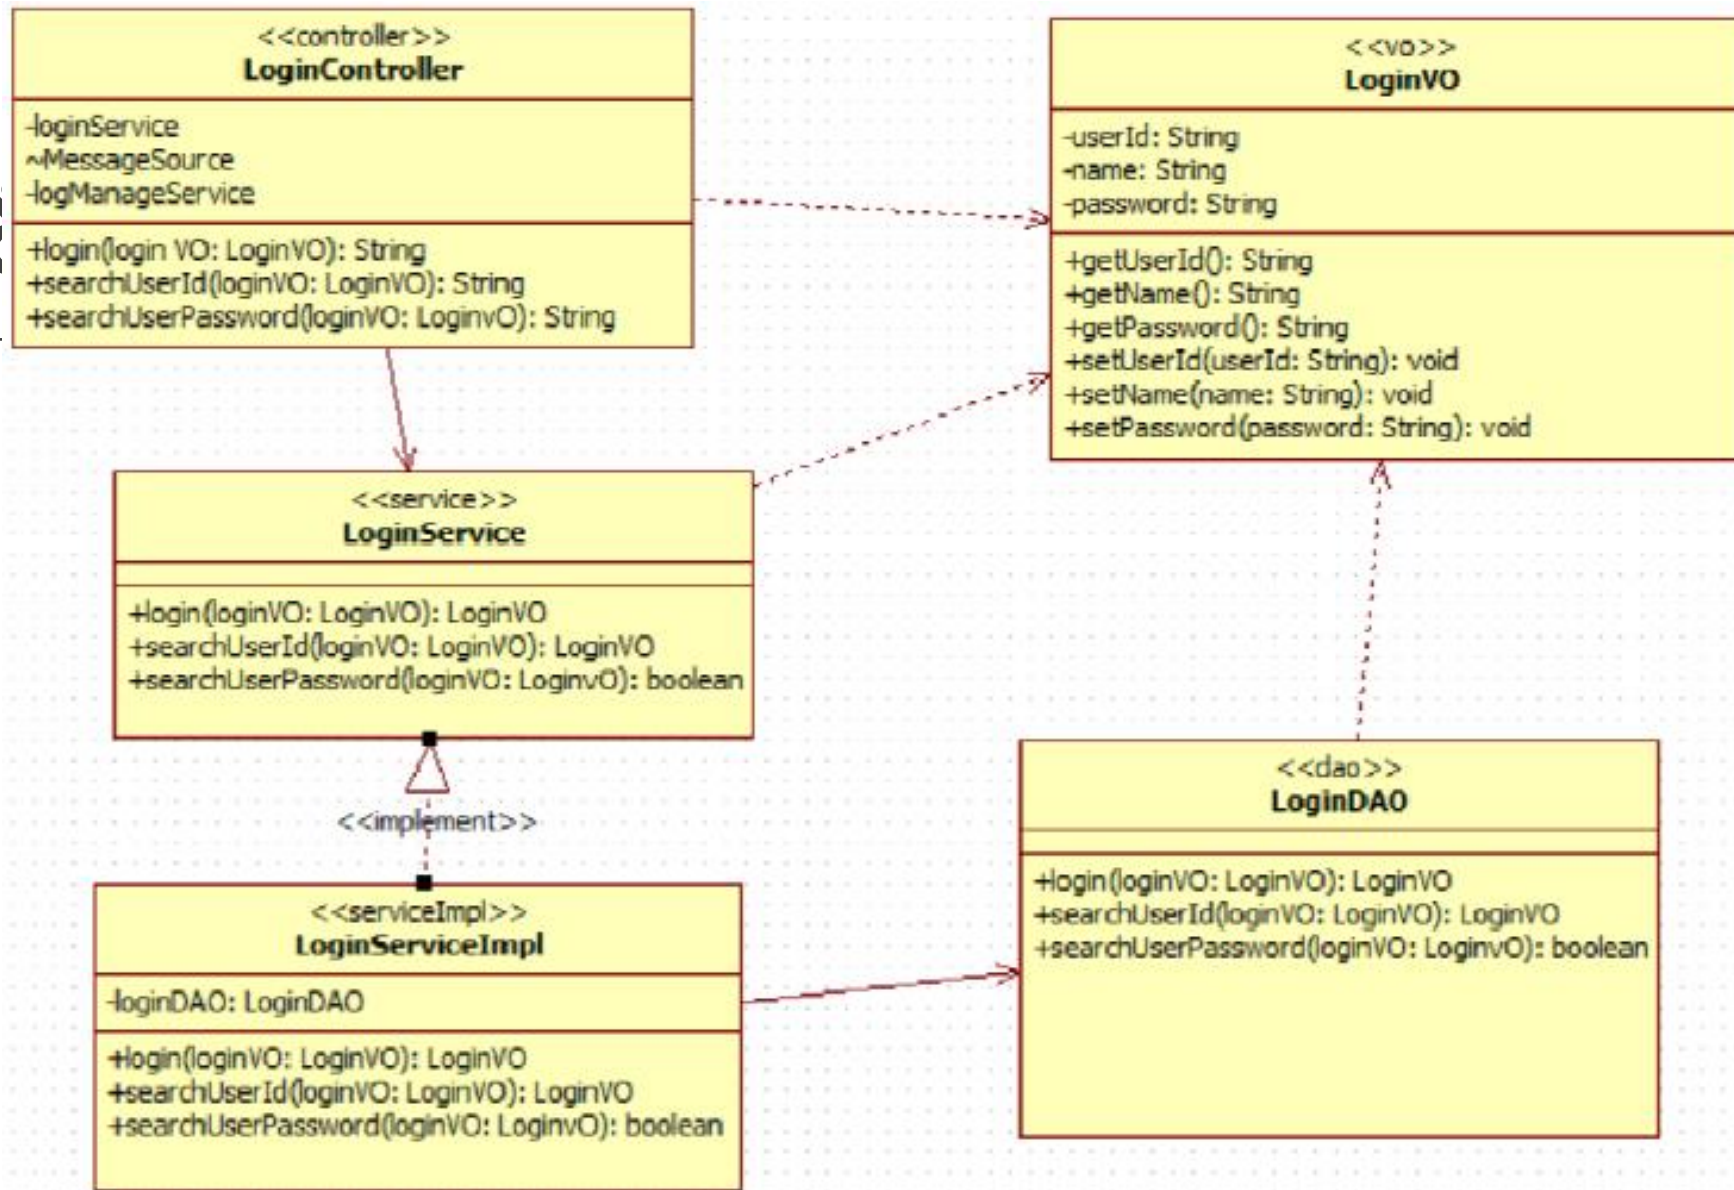 <<controller>>
LoginController
-loginService
~MessageSource
-logManageService
+login(login VO: LoginVO): String
+searchUserId(loginVO: LoginVO): String
+searchUserPassword(loginVO: LoginvO): String
<<vo>>
LoginVO
-userId: String
-name: String
-password: String
+getUserId(): String
+getName(): String
+getPassword(): String
+setUserId(userId: String): void
+setName(name: String): void
+setPassword(password: String): void
<<service>>
LoginService
+login(loginVO: LoginVO): LoginVO
+searchUserId(loginVO: LoginVO): LoginVO
+searchUserPassword(loginVO: LoginvO): boolean
<<implement>>
<<serviceImpl>>
LoginServiceImpl
-loginDAO: LoginDAO
+login(loginVO: LoginVO): LoginVO
+searchUserId(loginVO: LoginVO): LoginVO
+searchUserPassword(loginVO: LoginvO): boolean
<<dao>>
LoginDAO
+login(loginVO: LoginVO): LoginVO
+searchUserId(loginVO: LoginVO): LoginVO
+searchUserPassword(loginVO: LoginvO): boolean